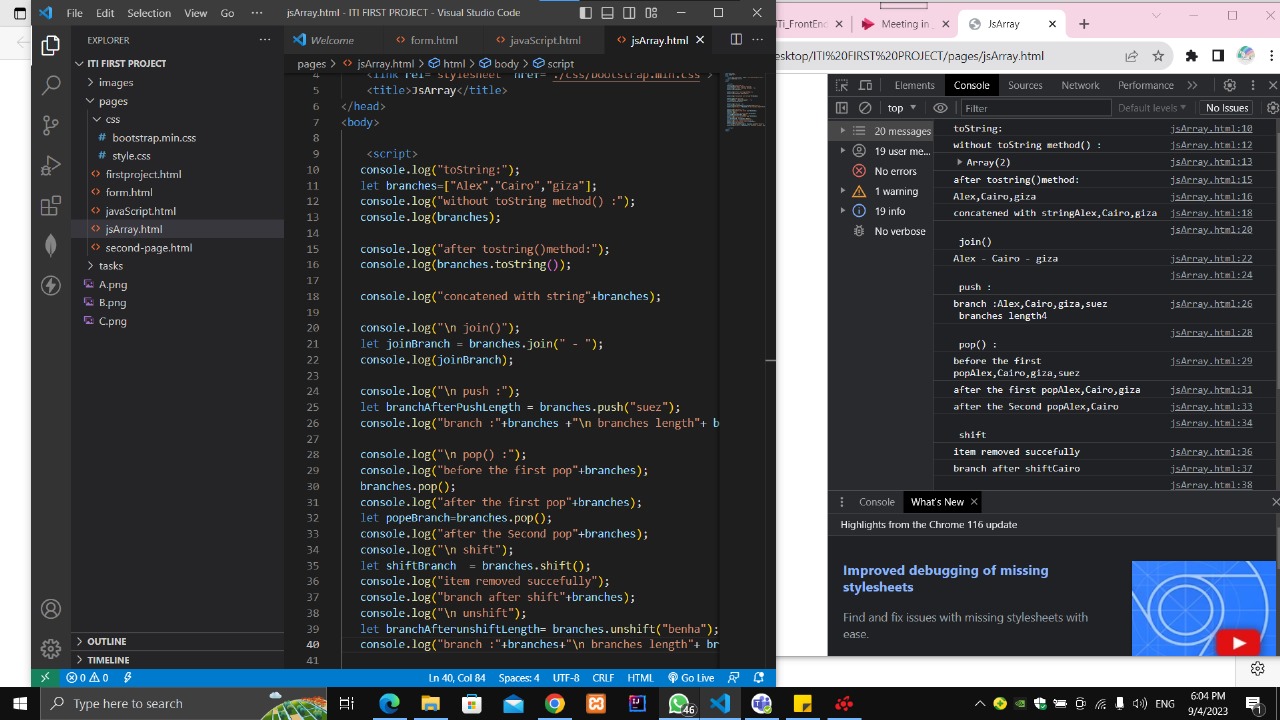 File Edit Selection View Go ··· jsArray.html - ITI FIRST PROJECT - Visual Studio Code
EXPLORER
ITI FIRST PROJECT
images
pages
css
bootstrap.min.css
style.css
firstproject.html
form.html
javaScript.html
jsArray.html
second-page.html
tasks
A.png
B.png
C.png
OUTLINE
TIMELINE
Welcome form.html javaScript.html jsArray.html
pages > jsArray.html > html > body > script
4 <link rel="stylesheet" href="./css/bootstrap.min.css">
5 <title>JsArray</title>
6 </head>
7 <body>
8
9 <script>
10 console.log("toString:");
11 let branches=["Alex","Cairo","giza"];
12 console.log("without toString method() :");
13 console.log(branches);
14
15 console.log("after tostring()method:");
16 console.log(branches.toString());
17
18 console.log("concatened with string"+branches);
19
20 console.log("\n join()");
21 let joinBranch = branches.join(" - ");
22 console.log(joinBranch);
23
24 console.log("\n push :");
25 let branchAfterPushLength = branches.push("suez");
26 console.log("branch :"+branches +"\n branches length"+ b
27
28 console.log("\n pop() :");
29 console.log("before the first pop"+branches);
30 branches.pop();
31 console.log("after the first pop"+branches);
32 let popeBranch=branches.pop();
33 console.log("after the Second pop"+branches);
34 console.log("\n shift");
35 let shiftBranch = branches.shift();
36 console.log("item removed succefully");
37 console.log("branch after shift"+branches);
38 console.log("\n unshift");
39 let branchAfterunshiftLength= branches.unshift("benha");
40 console.log("branch :"+branches+"\n branches length"+ br
41
0 0 Ln 40, Col 84 Spaces: 4 UTF-8 CRLF HTML Go Live
ITI_FrontEnd Meeting in JsArray
esktop/ITI%20FIRST%20PROJECT/pages/jsArray.html
Elements Console Sources Network Performance
top Filter Default levels No Issues
20 messages
19 user me...
No errors
1 warning
19 info
No verbose
toString: jsArray.html:10
without toString method() : jsArray.html:12
Array(2) jsArray.html:13
after tostring()method: jsArray.html:15
Alex,Cairo,giza jsArray.html:16
concatened with stringAlex,Cairo,giza jsArray.html:18
jsArray.html:20
join()
Alex - Cairo - giza jsArray.html:22
jsArray.html:24
push :
branch :Alex,Cairo,giza,suez jsArray.html:26
branches length4
jsArray.html:28
pop() :
before the first jsArray.html:29
popAlex,Cairo,giza,suez
after the first popAlex,Cairo,giza jsArray.html:31
after the Second popAlex,Cairo jsArray.html:33
jsArray.html:34
shift
item removed succefully jsArray.html:36
branch after shiftCairo jsArray.html:37
jsArray.html:38
Console What's New
Highlights from the Chrome 116 update
Improved debugging of missing
stylesheets
Find and fix issues with missing stylesheets with
ease.
Type here to search
46
ENG
6:04 PM
9/4/2023